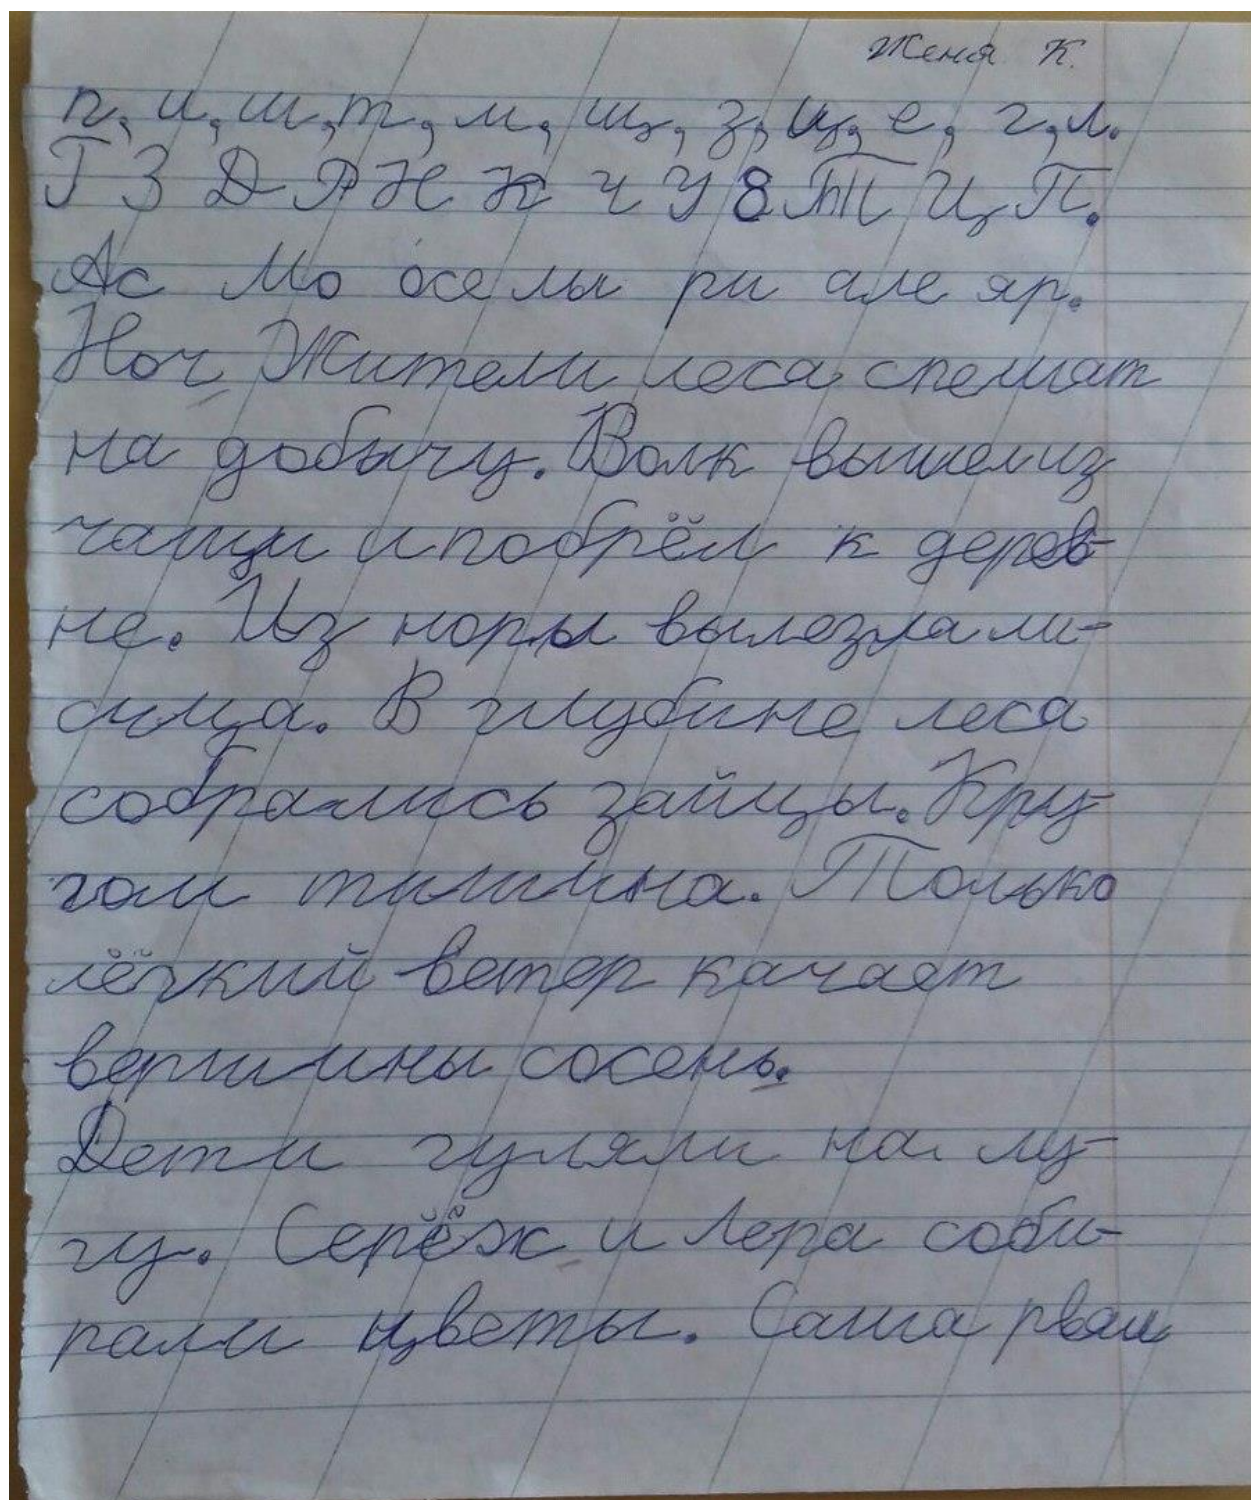 Женя К.
п, и, ш, т, м, щ, з, ц, е, г, л.
Г З Д Я Н К Ч У 8 Т Ц П.
Ас Мо осе лы ри але яр.
Ноч Жители леса спешат
на добычу. Волк вышел из
чащи и побрёл к дерев-
не. Из норы вылезла ли-
сица. В глубине леса
собрались зайцы. Кру-
гом тишина. Только
лёгкий ветер качает
вершины сосень.
Дети гуляли на лу-
гу. Серёж и Лера соби-
рали цветы. Саша рвал